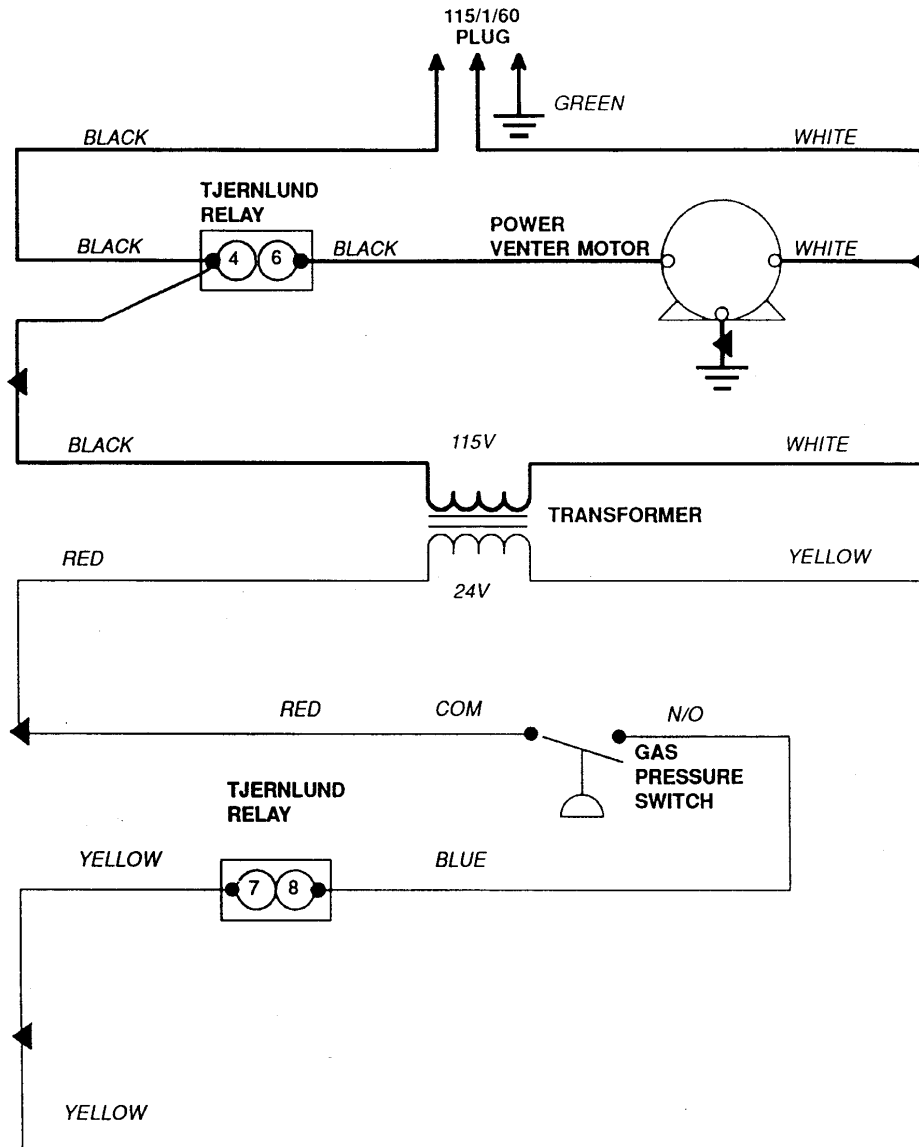 115/1/60
PLUG
GREEN
BLACK
WHITE
TJERNLUND
RELAY
BLACK
4 6
BLACK
POWER
VENTER MOTOR
WHITE
BLACK
115V
WHITE
TRANSFORMER
RED
24V
YELLOW
RED
COM
N/O
GAS
PRESSURE
SWITCH
TJERNLUND
RELAY
YELLOW
7 8
BLUE
YELLOW